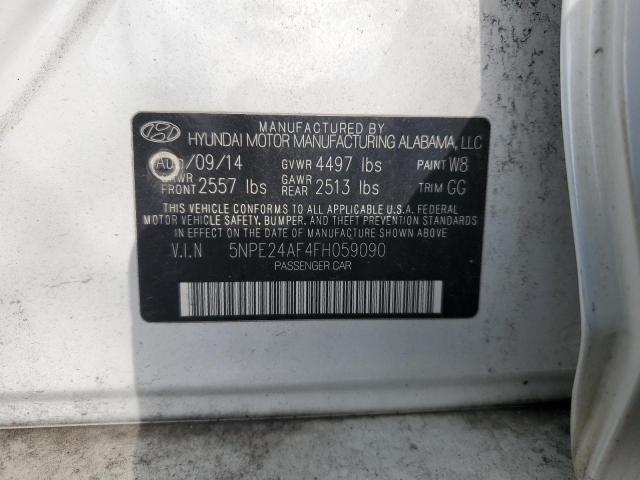 MANUFACTURED BY
HYUNDAI MOTOR MANUFACTURING ALABAMA, LLC
/09/14 GVWR 4497 lbs PAINT W8
GAWR
FRONT 2557 lbs REAR 2513 lbs TRIM GG
THIS VEHICLE CONFORMS TO ALL APPLICABLE U.S.A. FEDERAL
MOTOR VEHICLE SAFETY, BUMPER, AND THEFT PREVENTION STANDARDS
IN EFFECT ON THE DATE OF MANUFACTURE SHOWN ABOVE.
V.I.N 5NPE24AF4FH059090
PASSENGER CAR